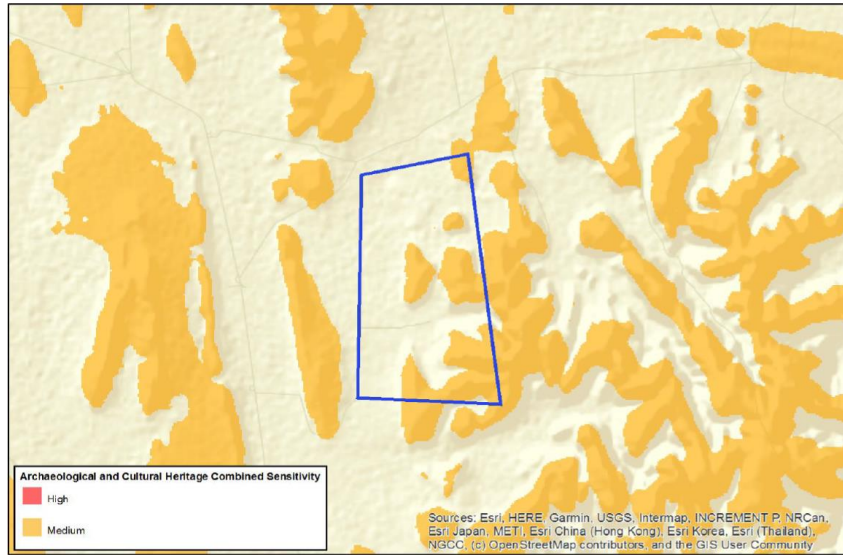 Archaeological and Cultural Heritage Combined Sensitivity
High
Medium
Sources: Esri, HERE, Garmin, USGS, Intermap, INCREMENT P, NRCan,
Esri Japan, METI, Esri China (Hong Kong), Esri Korea, Esri (Thailand),
NGCC, (c) OpenStreetMap contributors, and the GIS User Community